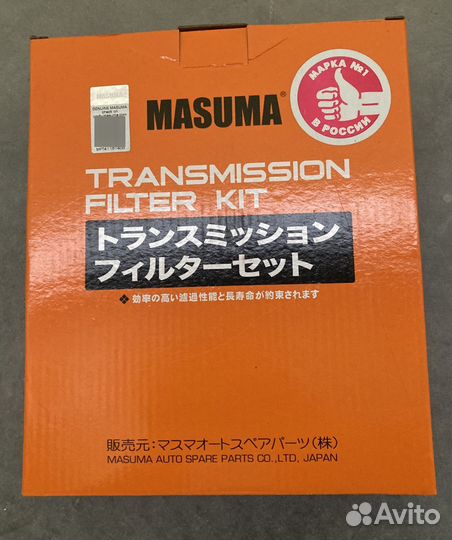 GENUINE MASUMA
MASUMA®
МАРКА №1
В РОССИИ
TRANSMISSION
FILTER KIT
トランスミッション
フィルターセット
❖ 効率の高い濾過性能と長寿命が約束されます
販売元：マスマオートスペアパーツ（株）
MASUMA AUTO SPARE PARTS CO.,LTD, JAPAN
Avito